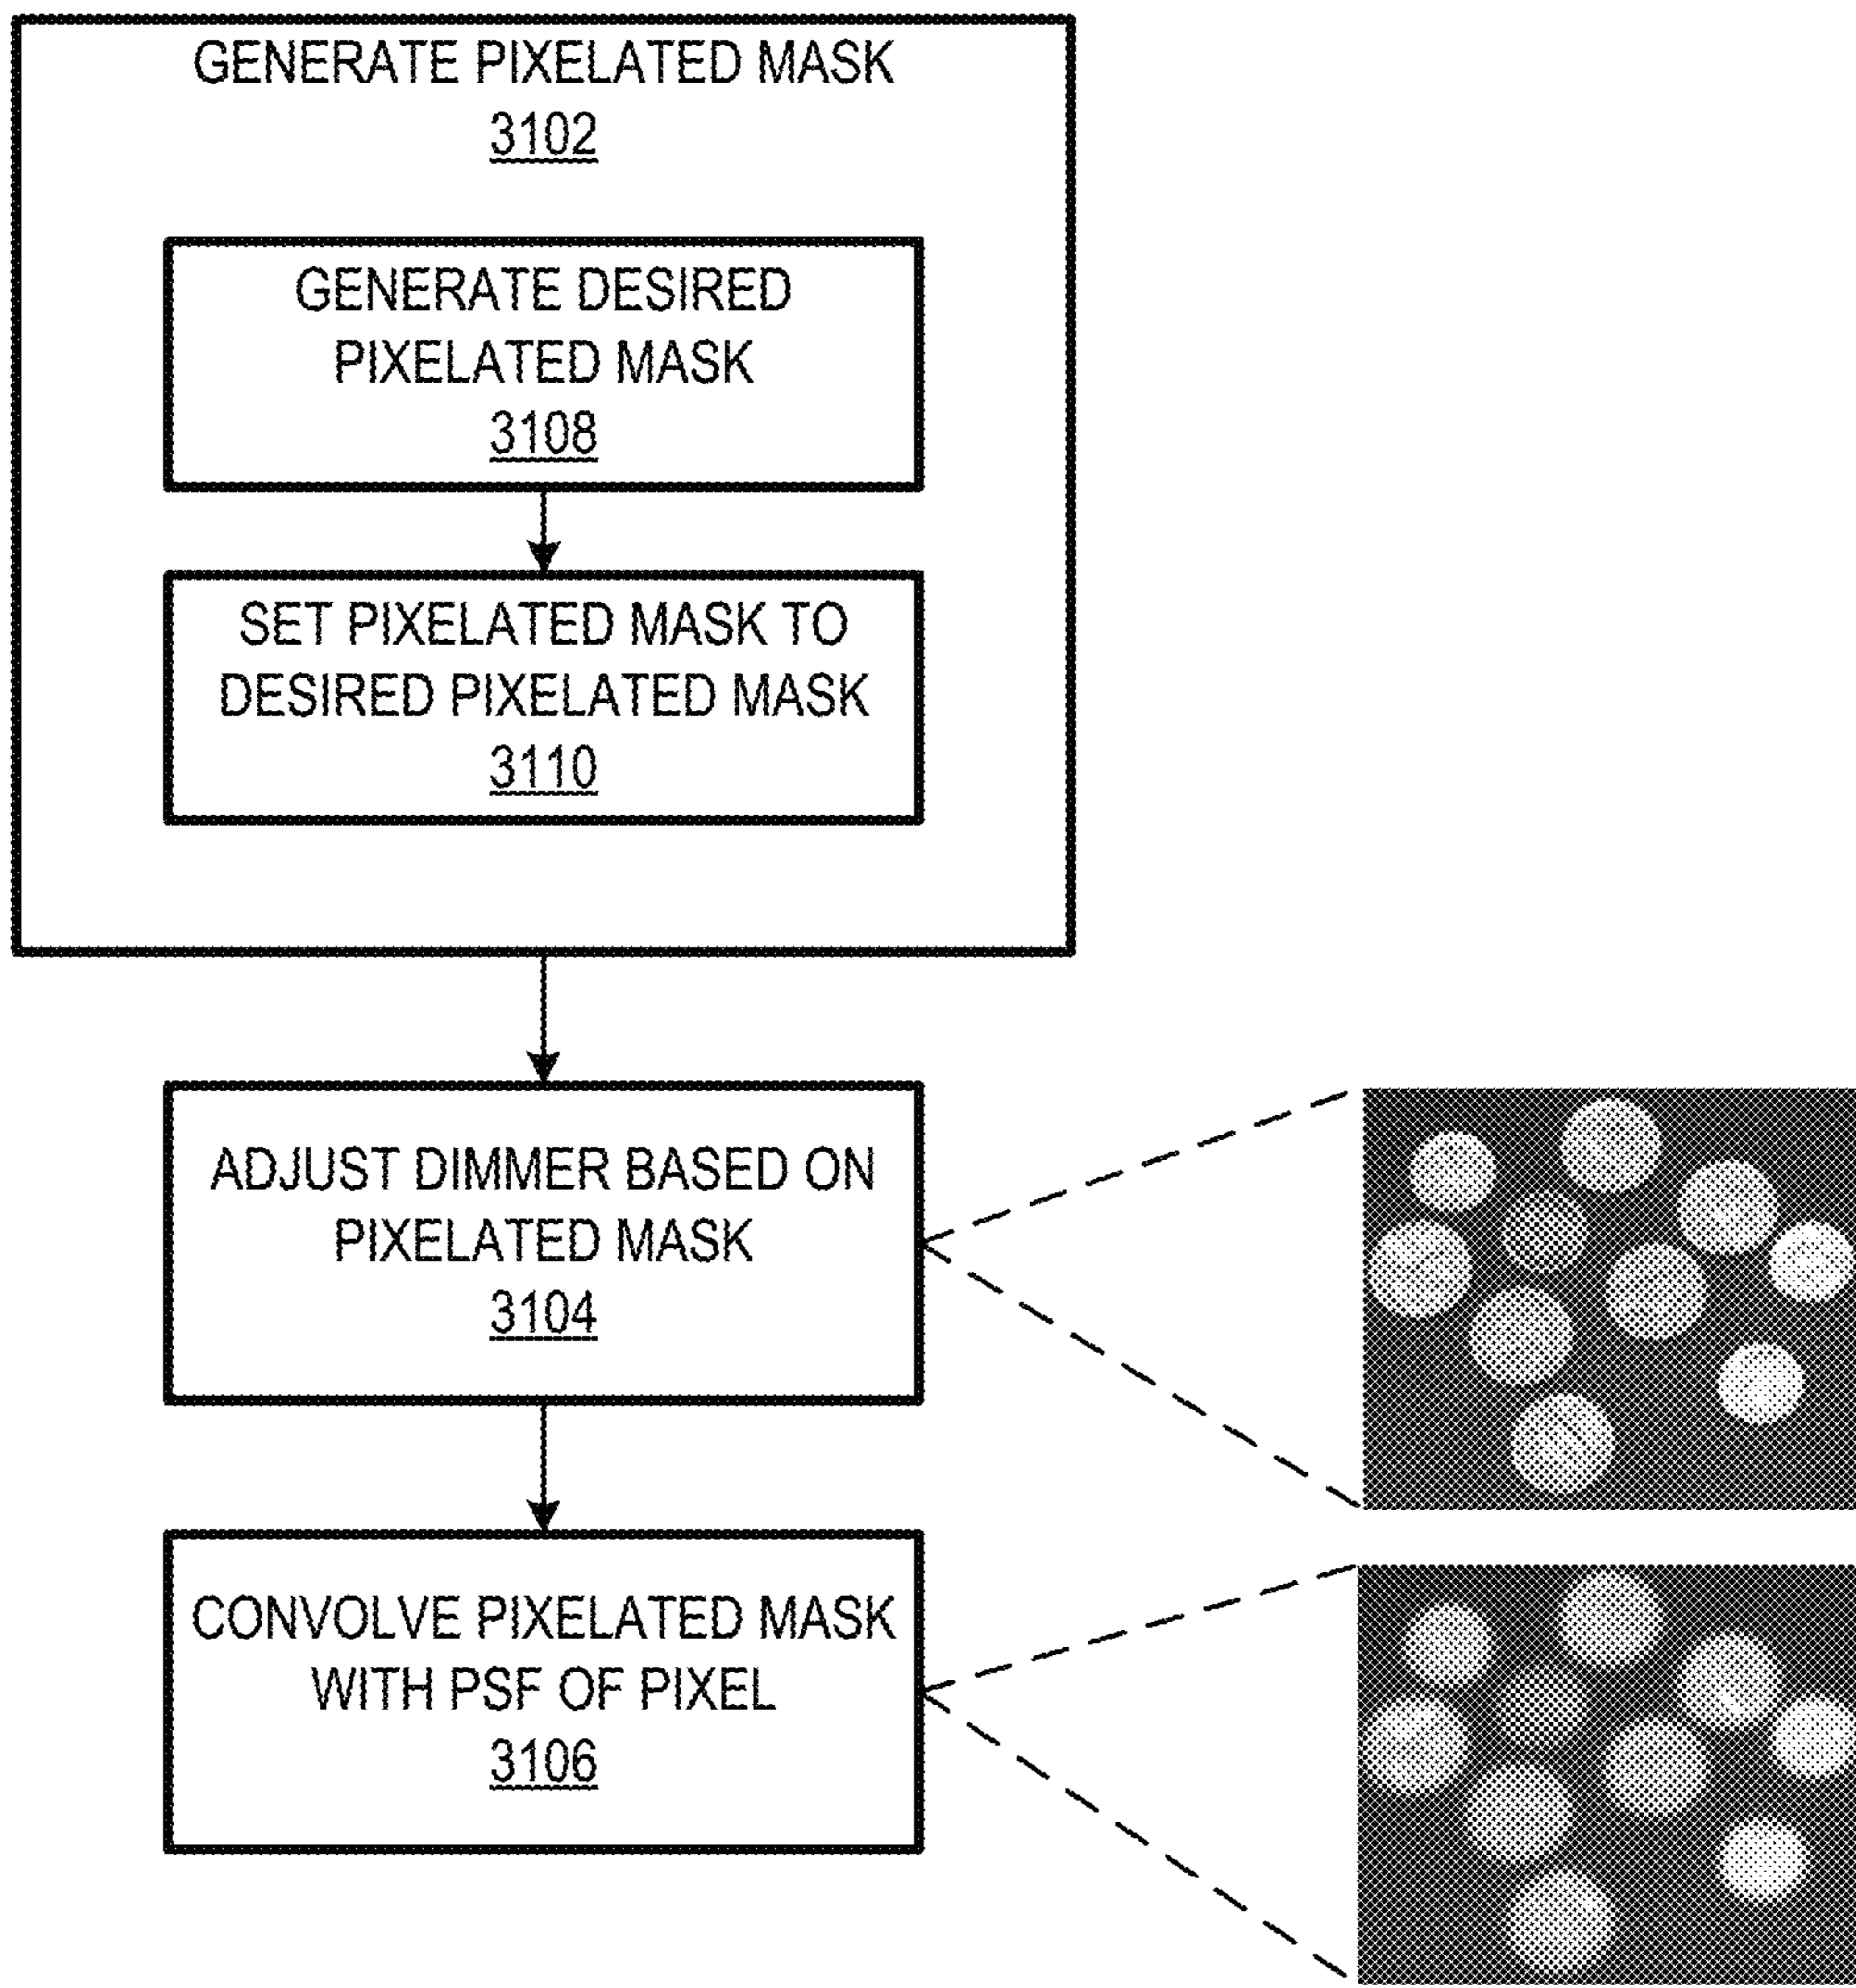 GENERATE PIXELATED MASK
3102
GENERATE DESIRED
PIXELATED MASK
3108
SET PIXELATED MASK TO
DESIRED PIXELATED MASK
3110
ADJUST DIMMER BASED ON
PIXELATED MASK
3104
CONVOLVE PIXELATED MASK
WITH PSF OF PIXEL
3106